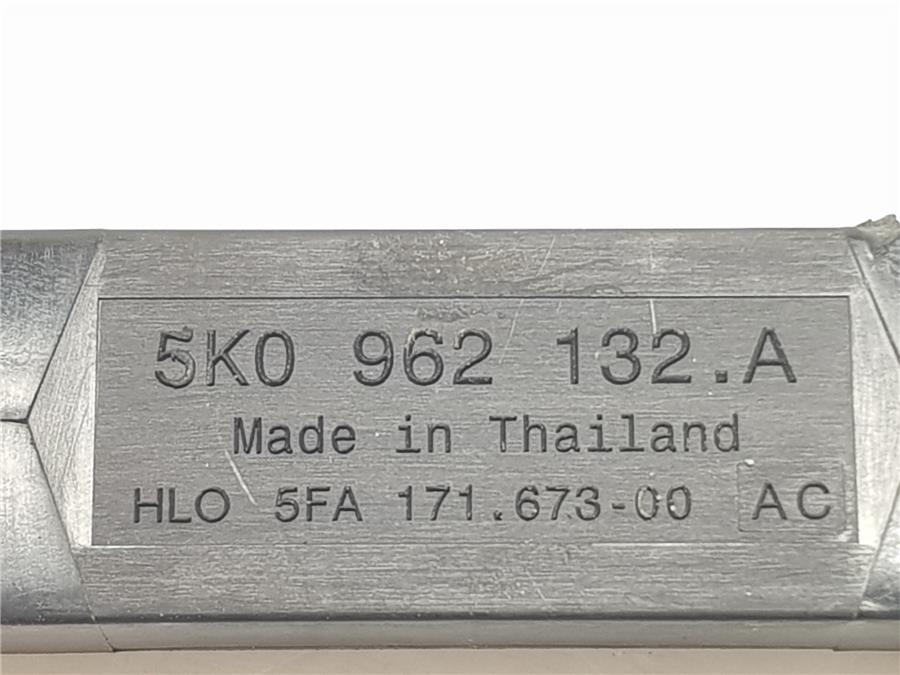 5K0 962 132.A
Made in Thailand
HLO 5FA 171.673-00 AC